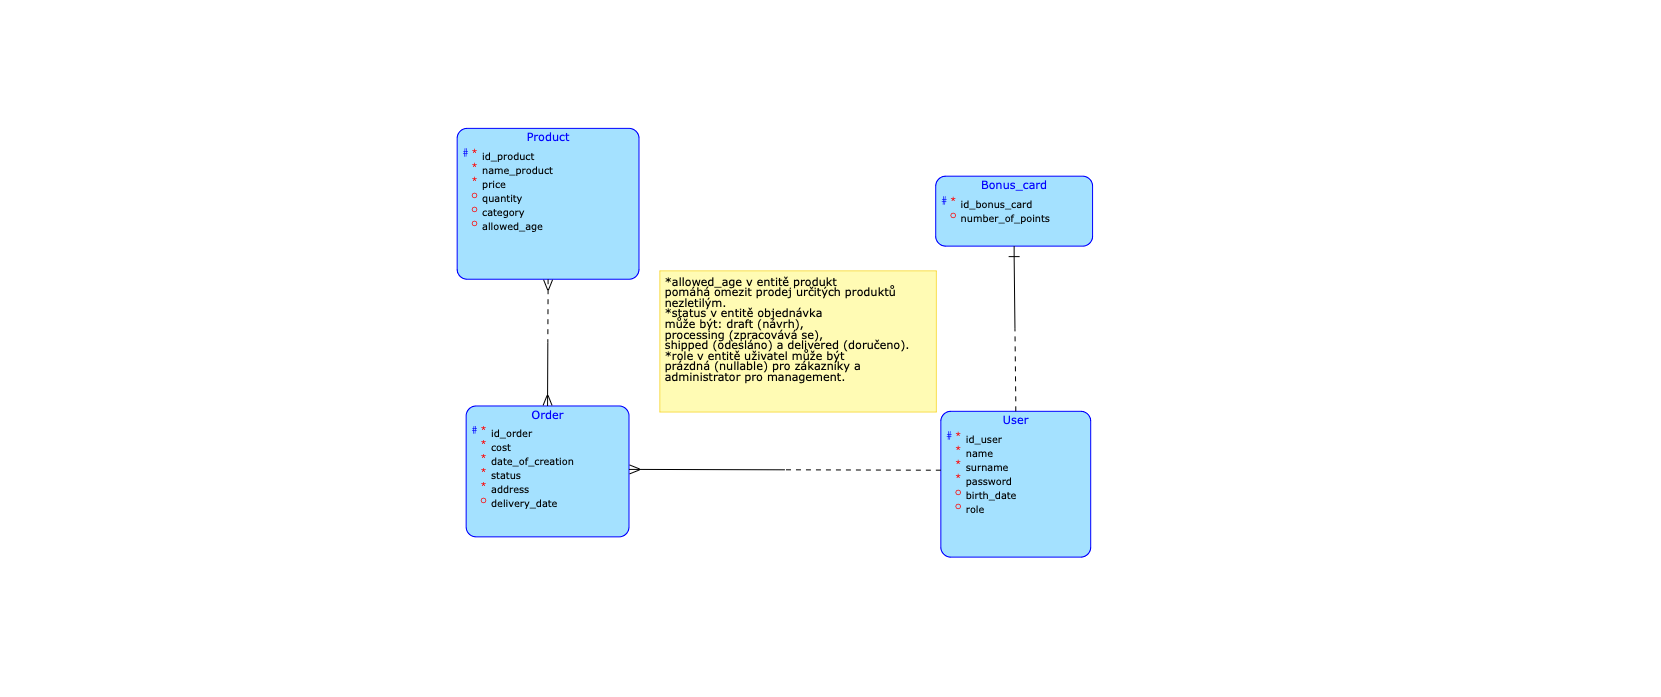 Product
# * id_product
* name_product
* price
o quantity
o category
o allowed_age
Bonus_card
# * id_bonus_card
o number_of_points
*allowed_age v entitě produkt
pomáhá omezit prodej určitých produktů
nezletilým.
*status v entitě objednávka
může být: draft (návrh),
processing (zpracovává se),
shipped (odesláno) a delivered (doručeno).
*role v entitě uživatel může být
prázdná (nullable) pro zákazníky a
administrator pro management.
Order
# * id_order
* cost
* date_of_creation
* status
* address
o delivery_date
User
# * id_user
* name
* surname
* password
o birth_date
o role